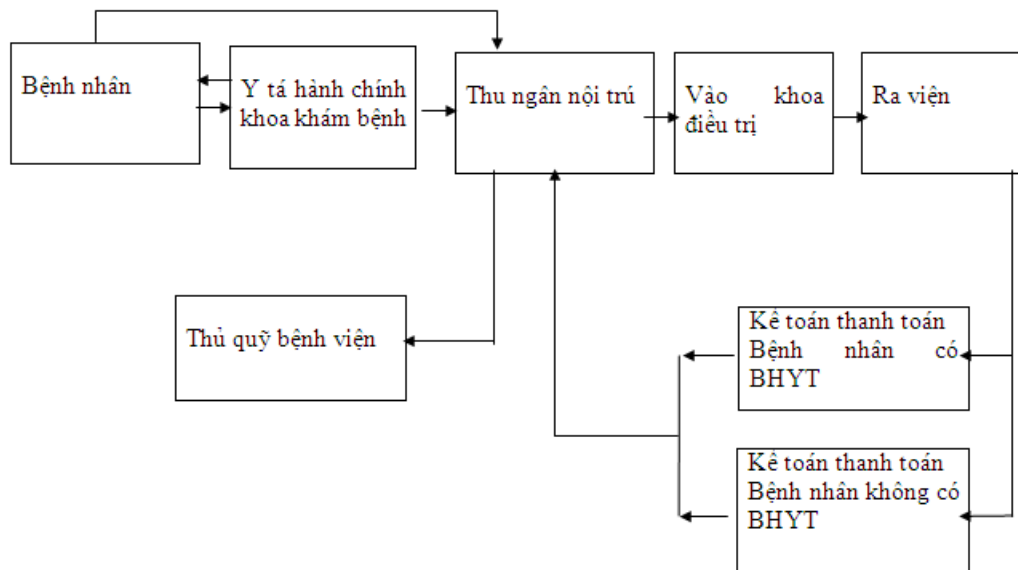 Bệnh nhân
Y tá hành chính
khoa khám bệnh
Thu ngân nội trú
Vào khoa
điều trị
Ra viện
Thủ quỹ bệnh viện
Kế toán thanh toán
Bệnh nhân có
BHYT
Kế toán thanh toán
Bệnh nhân không có
BHYT